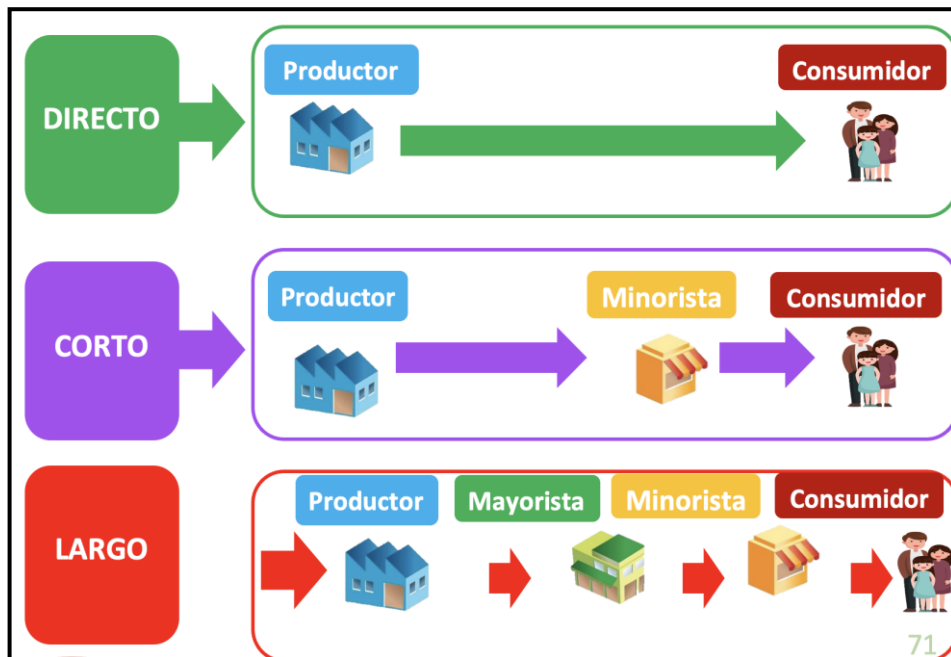 DIRECTO
Productor
Consumidor
CORTO
Productor
Minorista
Consumidor
LARGO
Productor
Mayorista
Minorista
Consumidor
71